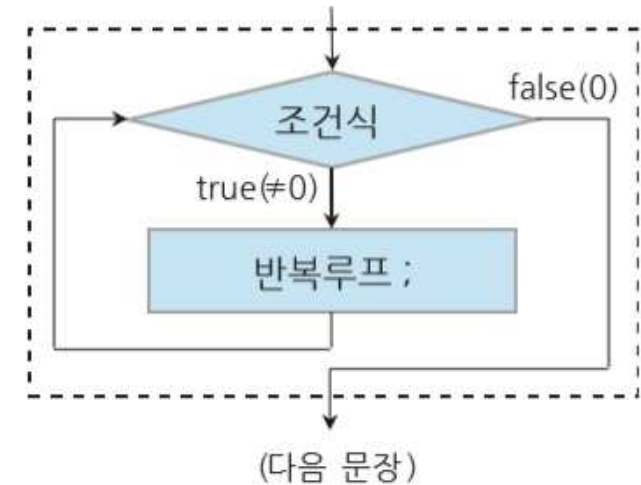 false(0)
조건식
true(≠0)
반복루프 ;
(다음 문장)